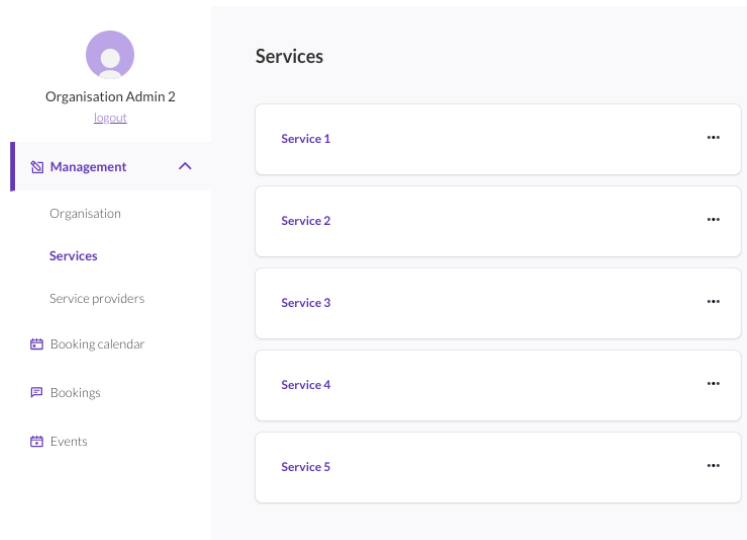 Organisation Admin 2
logout
Management
Organisation
Services
Service providers
Booking calendar
Bookings
Events
Services
Service 1
Service 2
Service 3
Service 4
Service 5